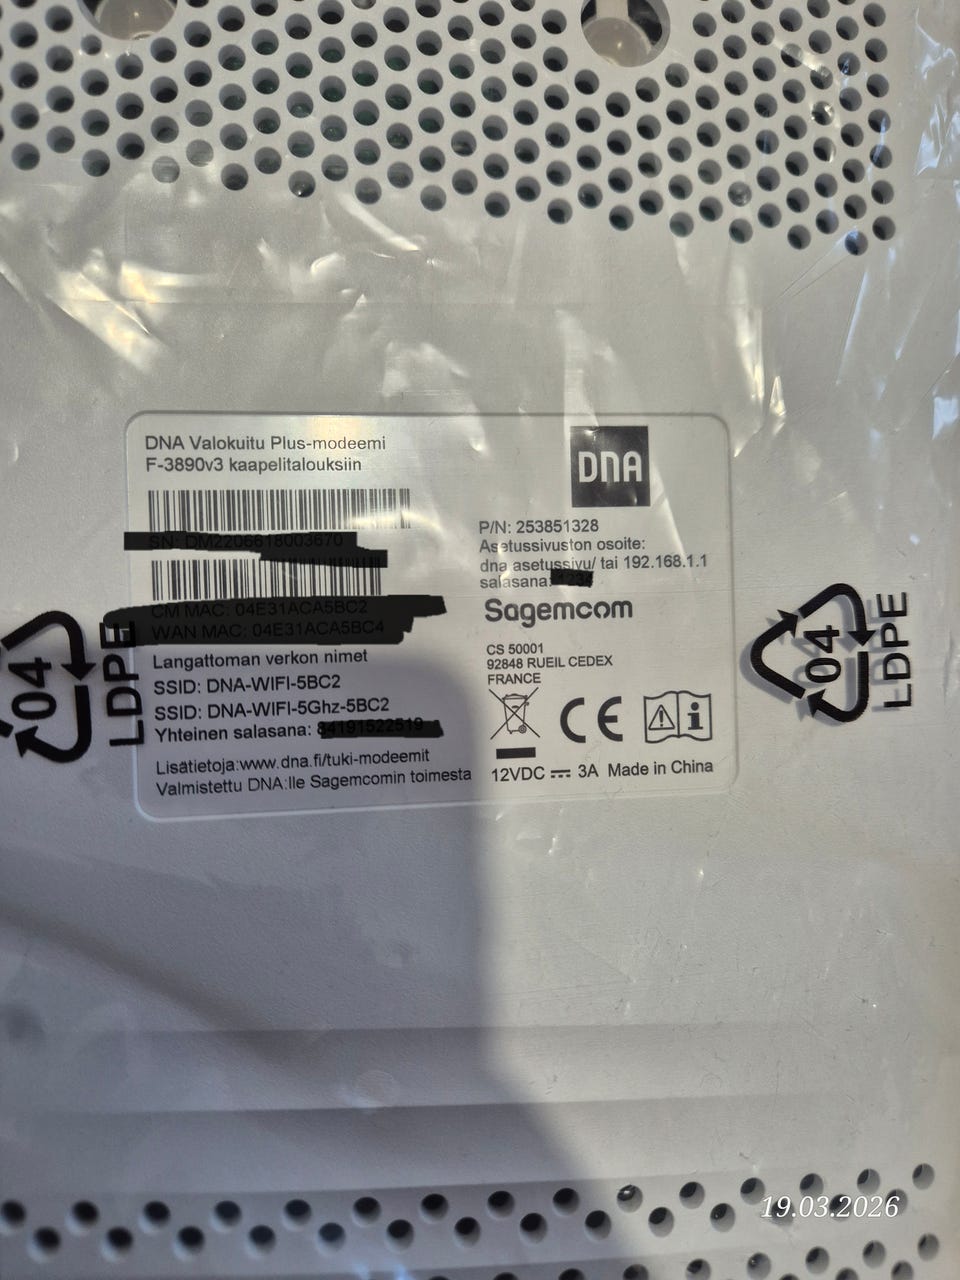 DNA Valokuitu Plus-modeemi
F-3890v3 kaapelitalouksiin
DNA
P/N: 253851328
Asetussivuston osoite:
dna.asetussivu/ tai 192.168.1.1
salasana:
Sagemcom
CS 50001
92848 RUEIL CEDEX
FRANCE
Langattoman verkon nimet
SSID: DNA-WIFI-5BC2
SSID: DNA-WIFI-5Ghz-5BC2
Yhteinen salasana:
Lisätietoja:www.dna.fi/tuki-modeemit
Valmistettu DNA:lle Sagemcomin toimesta
CE
12VDC 3A Made in China
04
LDPE
04
LDPE
19.03.2026